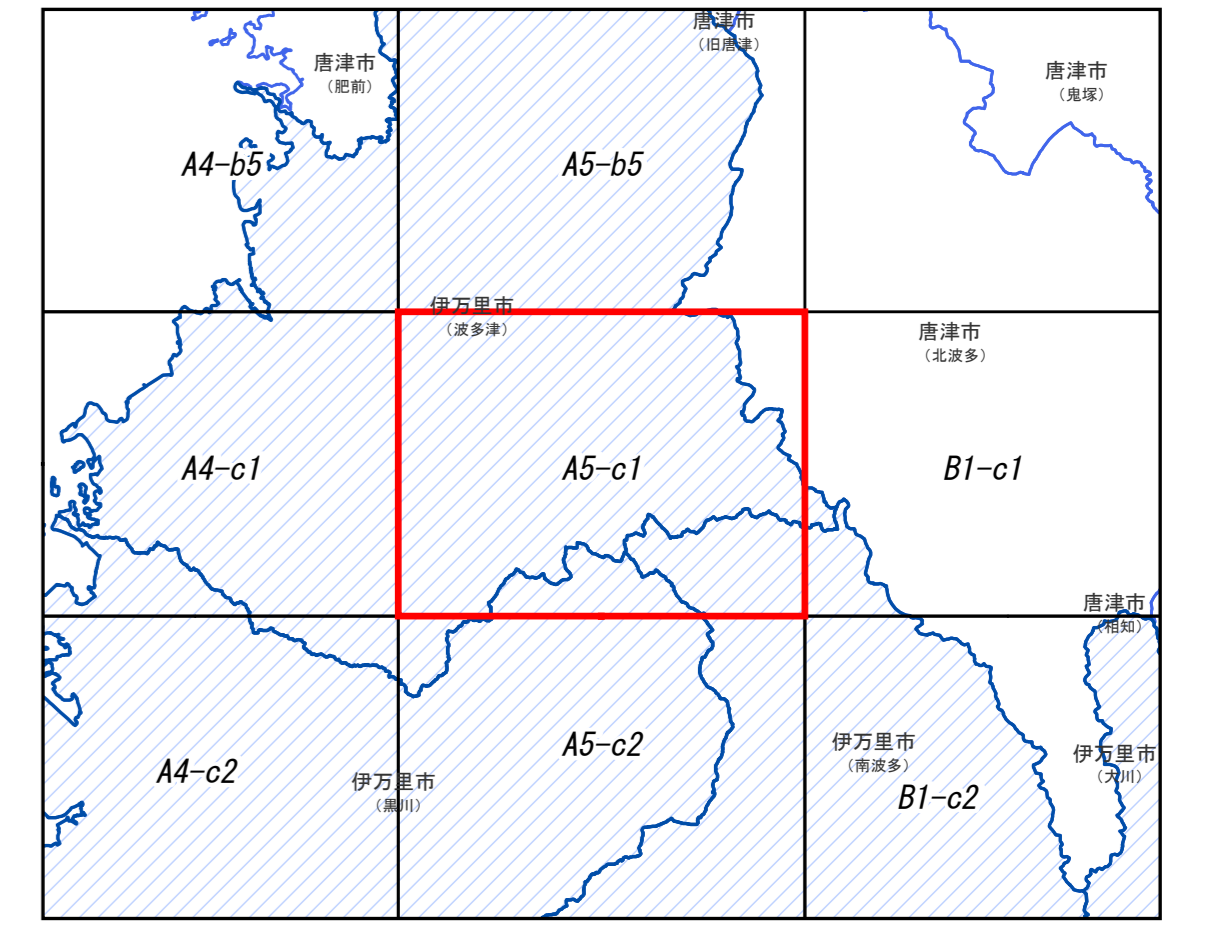 唐津市
（旧唐津）
唐津市
（肥前）
唐津市
（鬼塚）
A4-b5
A5-b5
伊万里市
（波多津）
唐津市
（北波多）
A4-c1
A5-c1
B1-c1
唐津市
（相知）
伊万里市
（南波多）
A5-c2
伊万里市
（大川）
A4-c2
伊万里市
（黒川）
B1-c2